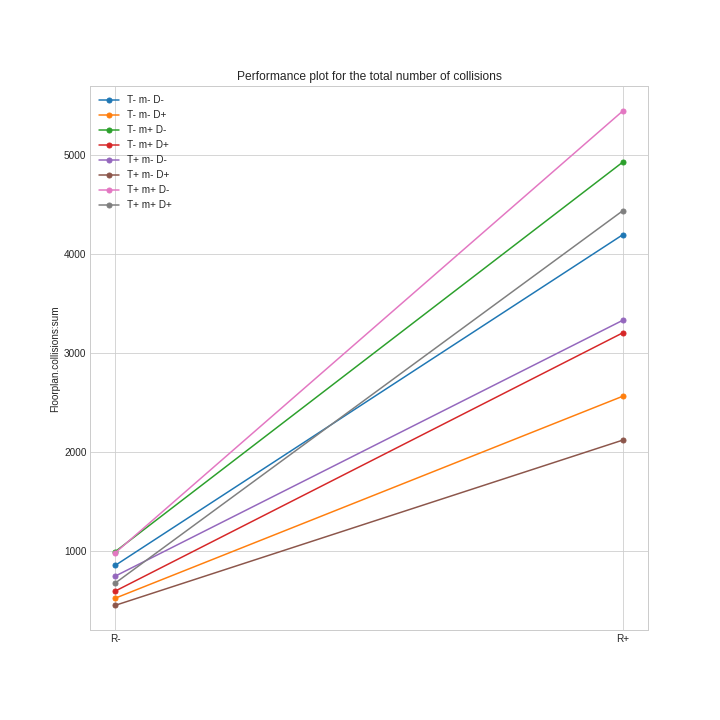 Performance plot for the total number of collisions
T- m- D-
T- m- D+
T- m+ D-
T- m+ D+
T+ m- D-
T+ m- D+
T+ m+ D-
T+ m+ D+
5000
4000
3000
2000
1000
Floorplan.collisions:sum
R-
R+